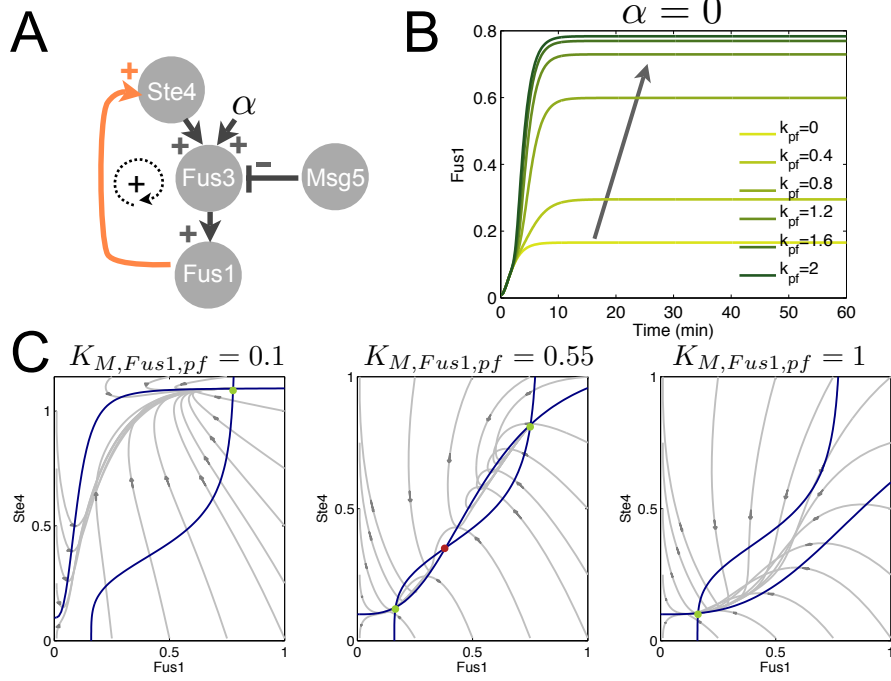 A
Ste4
+
α
+
+
Fus3
−
Msg5
+
+
Fus1
B
α = 0
Fus1
0.8
0.6
0.4
0.2
0
0
10
20
30
40
50
60
Time (min)
k_pf=0
k_pf=0.4
k_pf=0.8
k_pf=1.2
k_pf=1.6
k_pf=2
C
K_{M,Fus1,pf} = 0.1
Ste4
1
0.5
0
0
0.5
1
Fus1
K_{M,Fus1,pf} = 0.55
Ste4
1
0.5
0
0
0.5
1
Fus1
K_{M,Fus1,pf} = 1
Ste4
1
0.5
0
0
0.5
1
Fus1